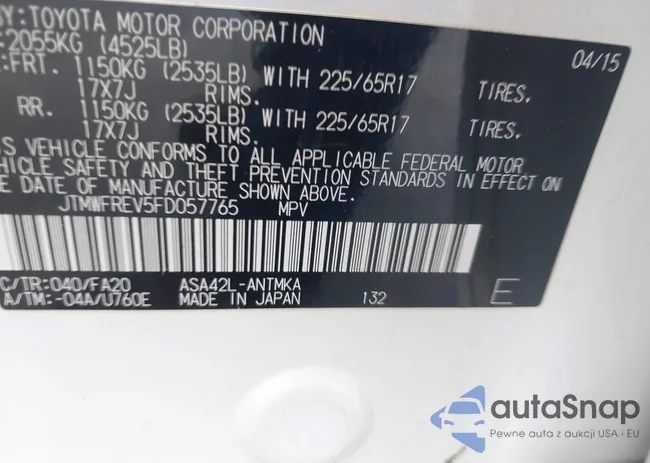 Y:TOYOTA MOTOR CORPORATION
2055KG (4525LB) 04/15
:FRT. 1150KG (2535LB) WITH 225/65R17 TIRES.
17X7J RIMS.
RR. 1150KG (2535LB) WITH 225/65R17 TIRES.
17X7J RIMS.
S VEHICLE CONFORMS TO ALL APPLICABLE FEDERAL MOTOR
HICLE SAFETY AND THEFT PREVENTION STANDARDS IN EFFECT
E DATE OF MANUFACTURE SHOWN ABOVE.
JTMWFREV5FD057765 MPV
C/TR:040/FA20 ASA42L-ANTMKA
A/TM:-04A/U760E MADE IN JAPAN 132 E
autaSnap
Pewne auta z aukcji USA i EU